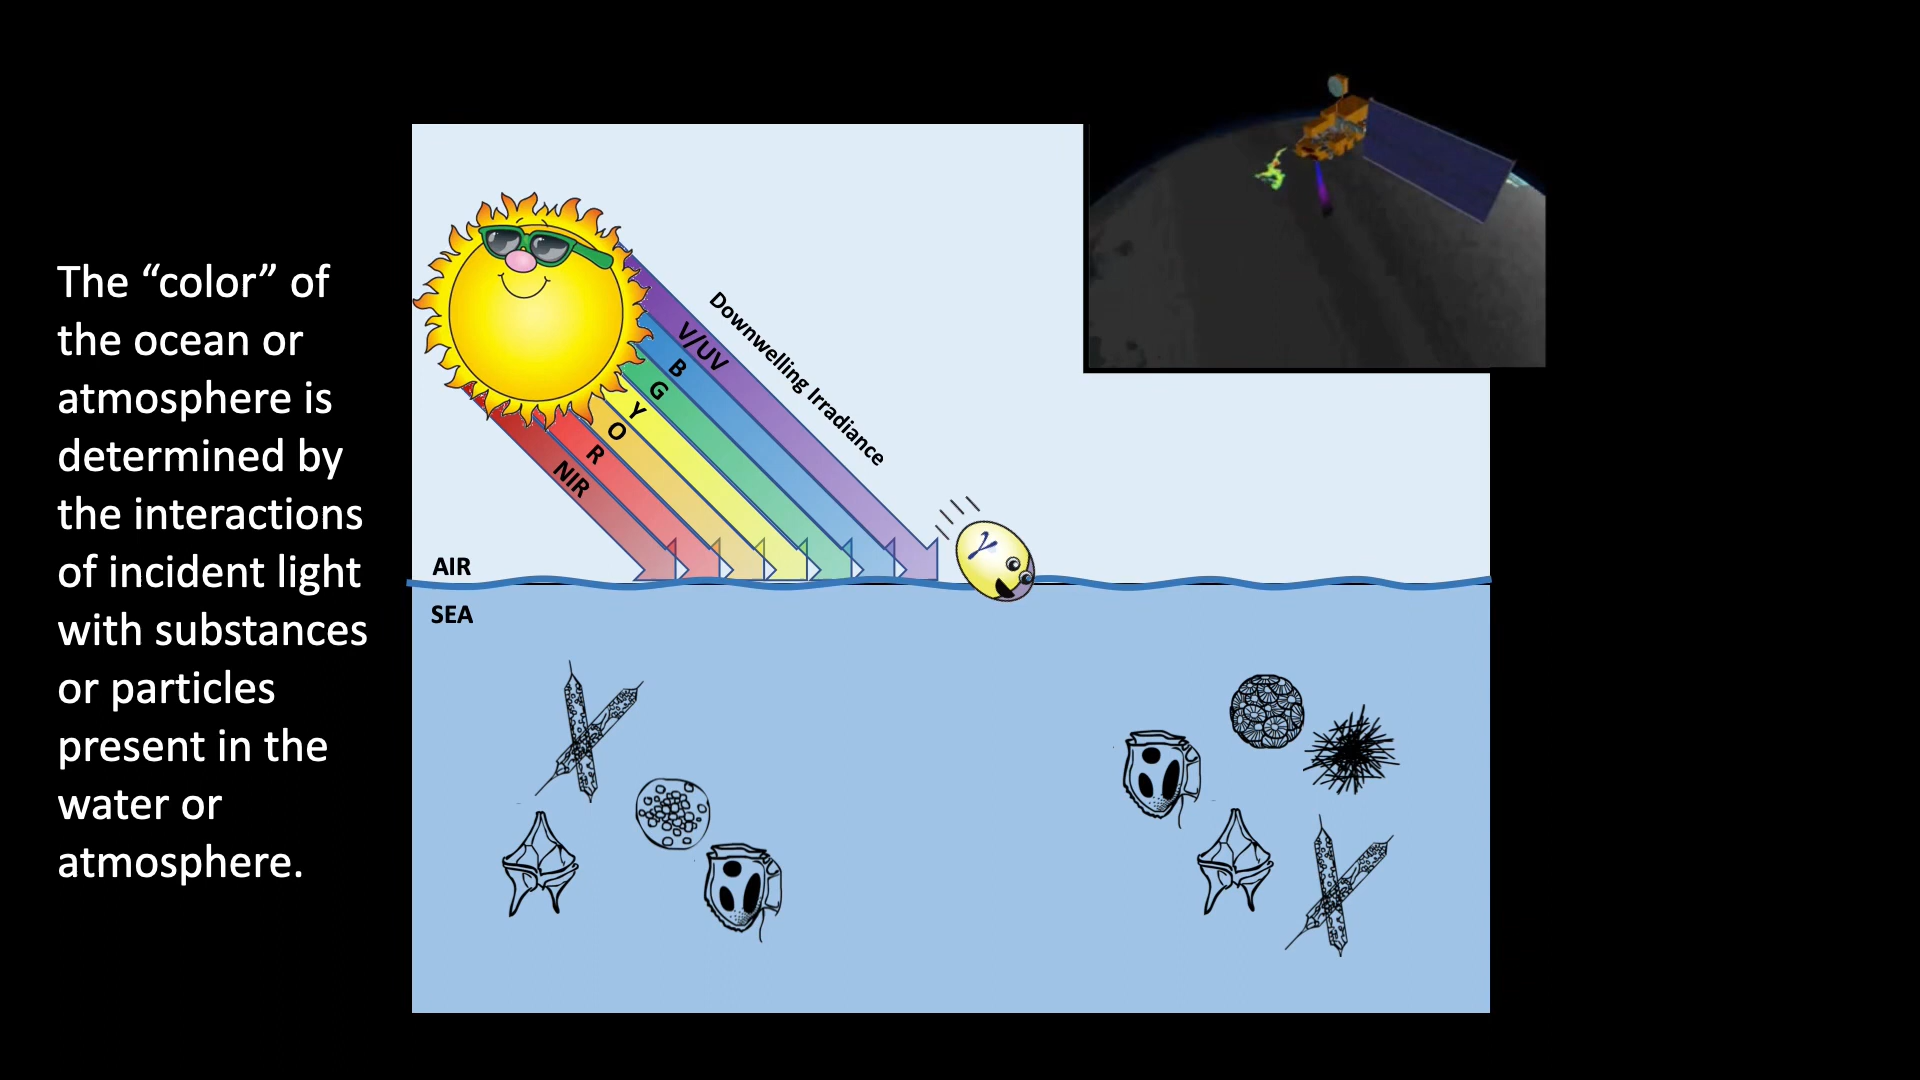 The “color” of
the ocean or
atmosphere is
determined by
the interactions
of incident light
with substances
or particles
present in the
water or
atmosphere.
Downwelling Irradiance
V/UV
B
G
Y
O
R
NIR
γ
AIR
SEA